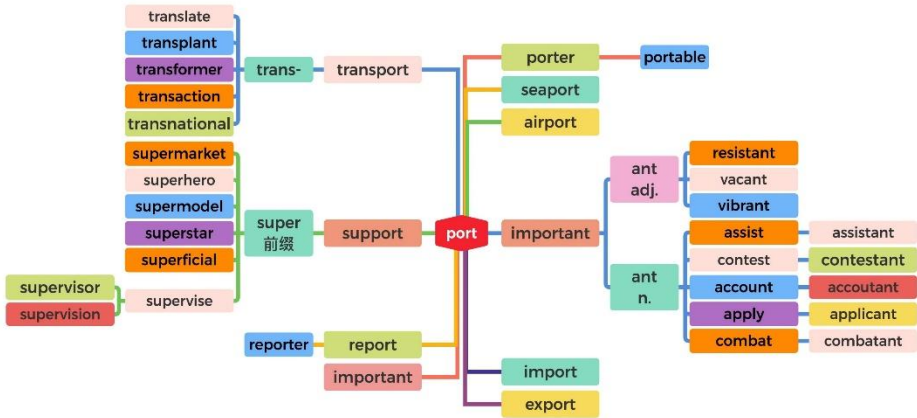 translate
transplant
transformer
transaction
transnational
trans-
transport
supermarket
superhero
supermodel
superstar
superficial
supervise
supervisor
supervision
super
前缀
support
reporter
report
important
port
porter
portable
seaport
airport
important
ant
adj.
resistant
vacant
vibrant
ant
n.
assist
assistant
contest
contestant
account
accoutant
apply
applicant
combat
combatant
import
export